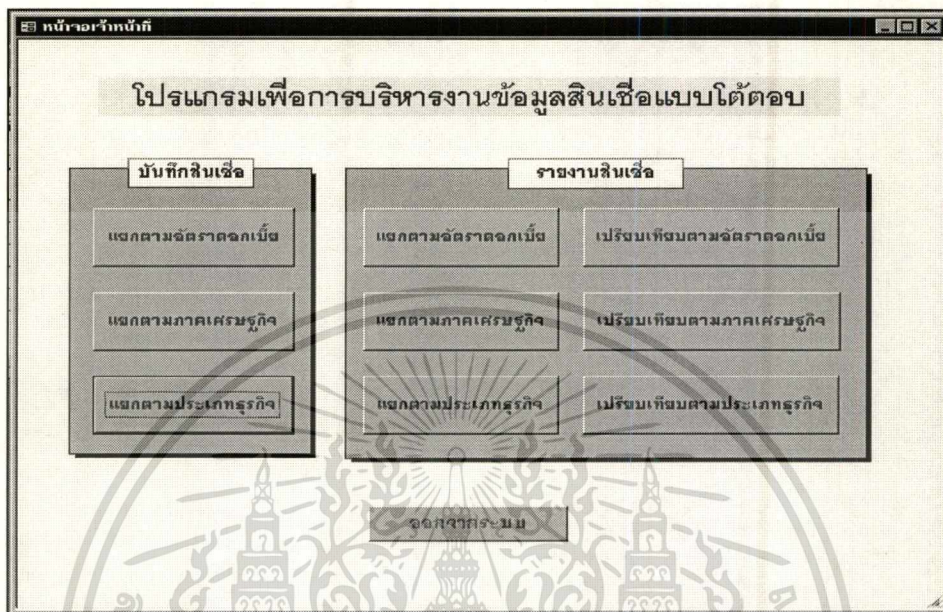 หน้าจอเจ้าหน้าที่
โปรแกรมเพื่อการบริหารงานข้อมูลสินเชื่อแบบโต้ตอบ
บันทึกสินเชื่อ
แยกตามอัตราดอกเบี้ย
แยกตามภาคเศรษฐกิจ
แยกตามประเภทธุรกิจ
รายงานสินเชื่อ
แยกตามอัตราดอกเบี้ย
เปรียบเทียบตามอัตราดอกเบี้ย
แยกตามภาคเศรษฐกิจ
เปรียบเทียบตามภาคเศรษฐกิจ
แยกตามประเภทธุรกิจ
เปรียบเทียบตามประเภทธุรกิจ
ออกจากระบบ